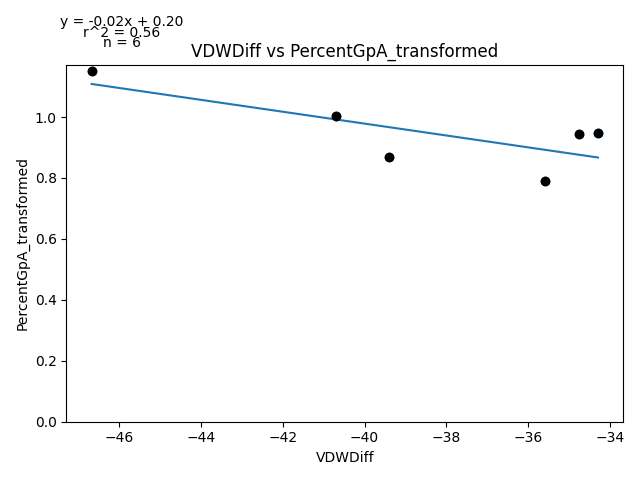 y = -0.02x + 0.20
r^2 = 0.56
n = 6
VDWDiff vs PercentGpA_transformed
PercentGpA_transformed
1.0
0.8
0.6
0.4
0.2
0.0
−46
−44
−42
−40
−38
−36
−34
VDWDiff